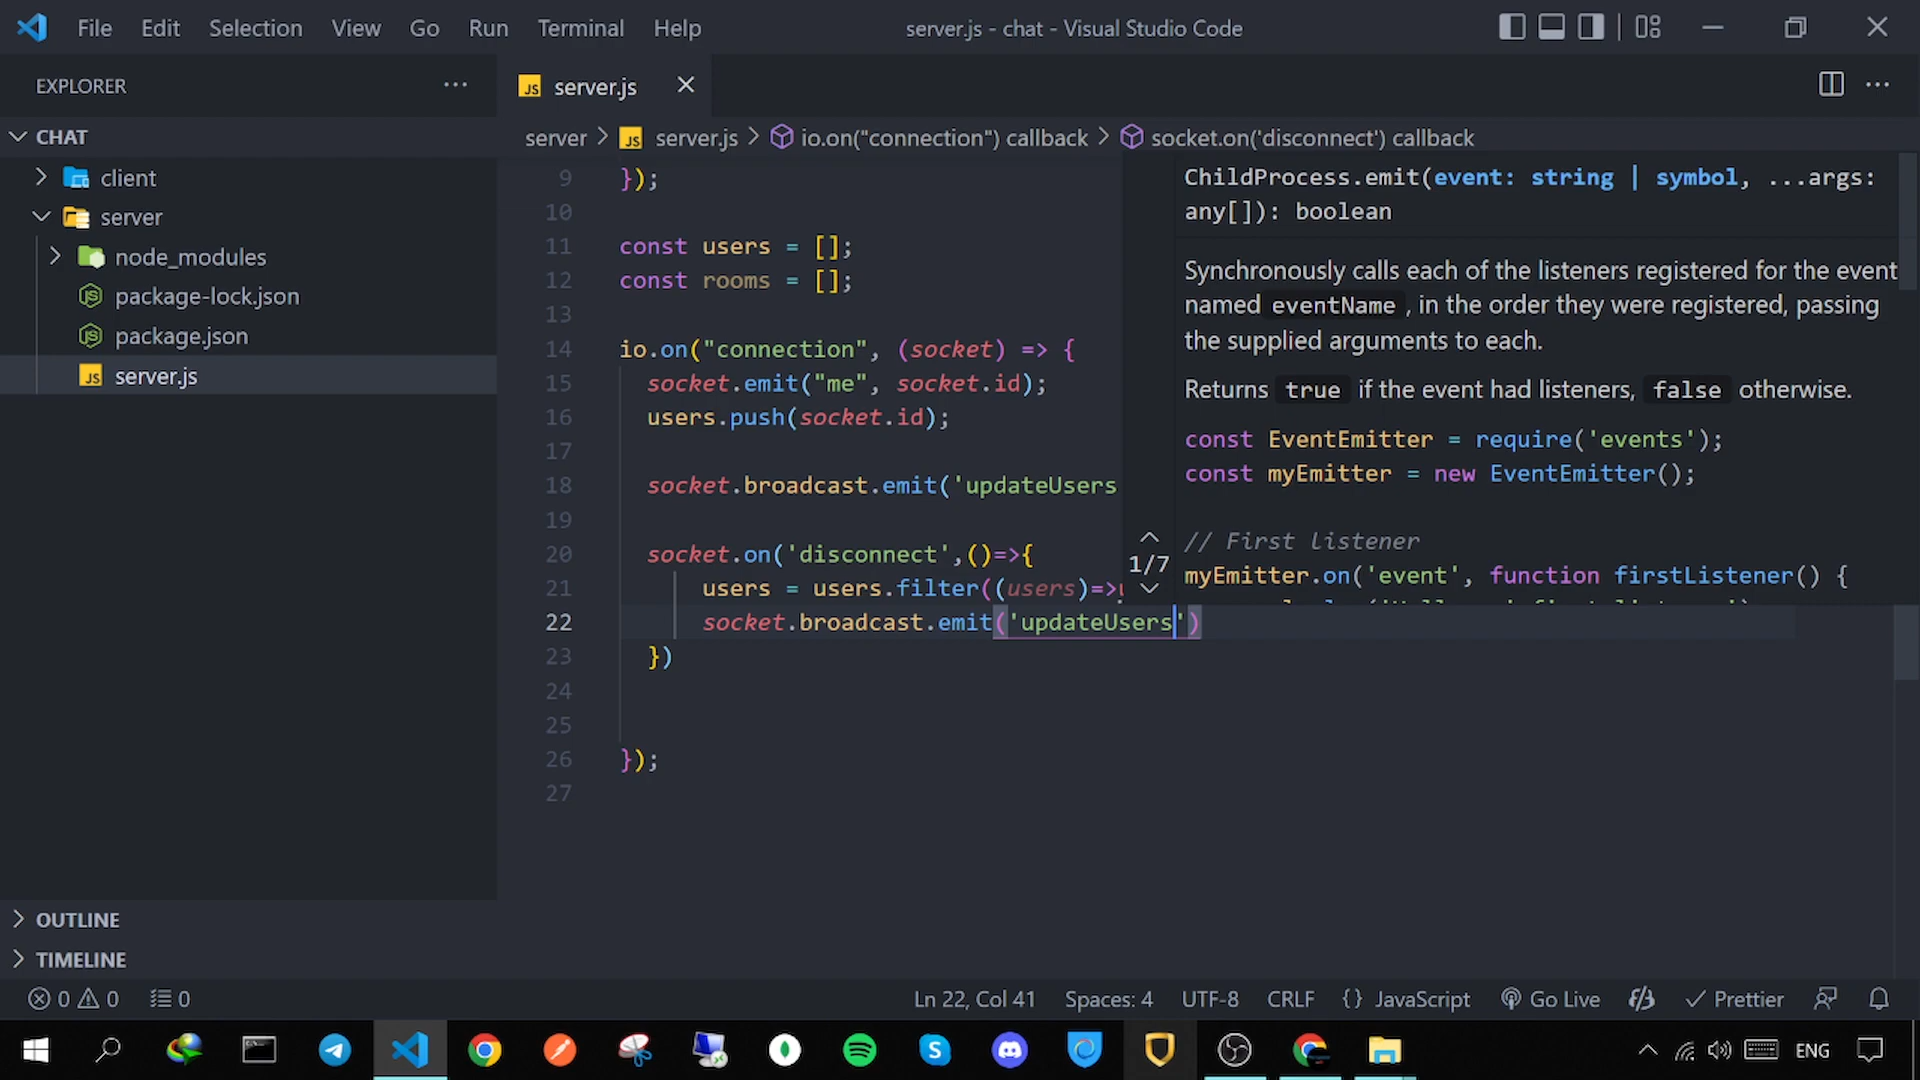 File Edit Selection View Go Run Terminal Help
server.js - chat - Visual Studio Code
EXPLORER
server.js
CHAT
client
server
node_modules
package-lock.json
package.json
server.js
OUTLINE
TIMELINE
server > server.js > io.on("connection") callback > socket.on('disconnect') callback
9 });
10
11 const users = [];
12 const rooms = [];
13
14 io.on("connection", (socket) => {
15 socket.emit("me", socket.id);
16 users.push(socket.id);
17
18 socket.broadcast.emit('updateUsers
19
20 socket.on('disconnect',()=>{
21 users = users.filter((users)=>
22 socket.broadcast.emit('updateUsers')
23 })
24
25
26 });
27
ChildProcess.emit(event: string | symbol, ...args:
any[]): boolean
Synchronously calls each of the listeners registered for the event
named eventName , in the order they were registered, passing
the supplied arguments to each.
Returns true if the event had listeners, false otherwise.
const EventEmitter = require('events');
const myEmitter = new EventEmitter();
// First listener
myEmitter.on('event', function firstListener() {
1/7
0 0 0
Ln 22, Col 41 Spaces: 4 UTF-8 CRLF {} JavaScript Go Live Prettier
ENG